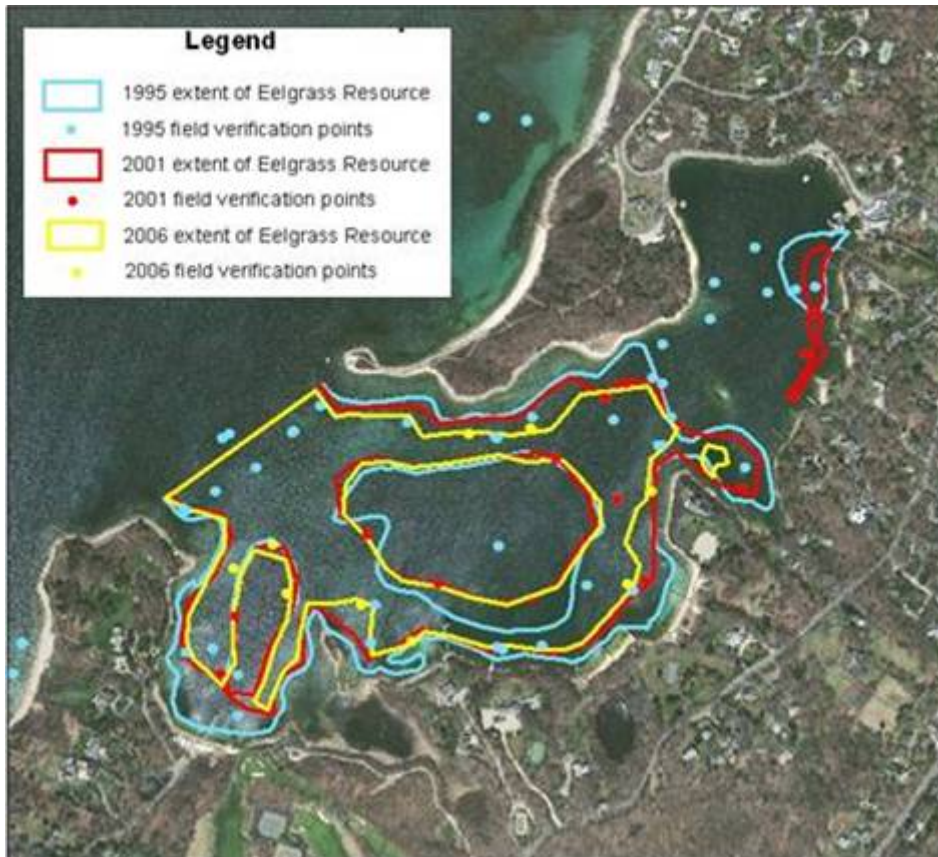 Legend
1995 extent of Eelgrass Resource
1995 field verification points
2001 extent of Eelgrass Resource
2001 field verification points
2006 extent of Eelgrass Resource
2006 field verification points